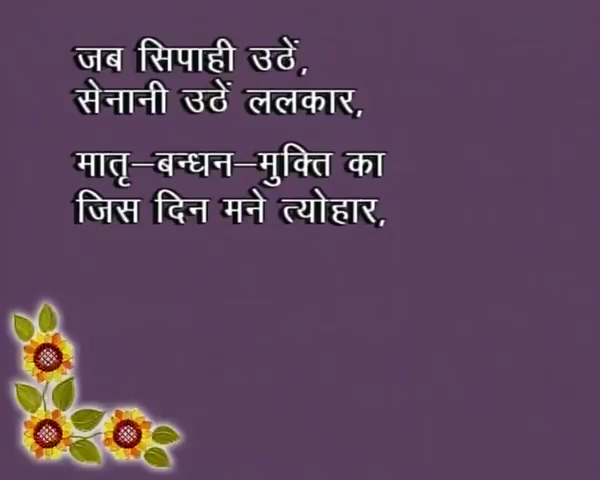 जब सिपाही उठें,
सेनानी उठें ललकार,
मातृ–बन्धन–मुक्ति का
जिस दिन मने त्योहार,